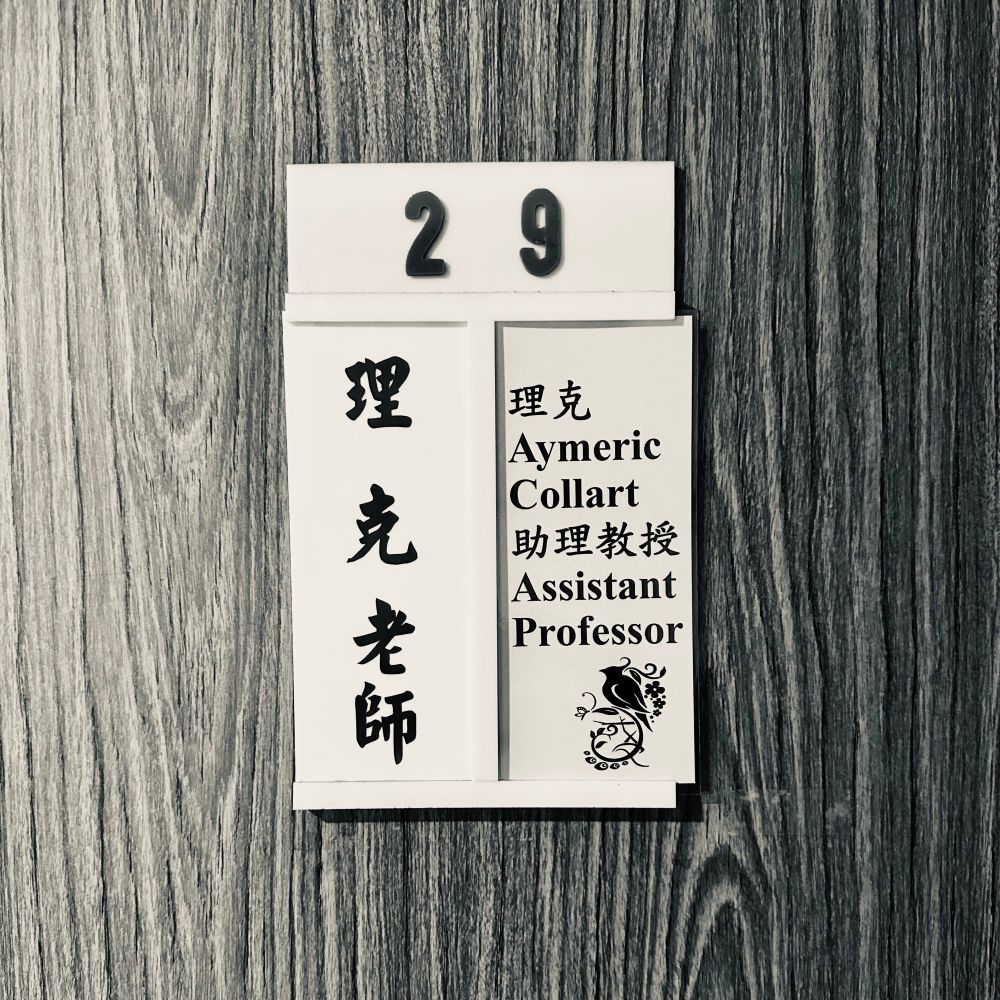 29
理克老師
理克
Aymeric
Collart
助理教授
Assistant
Professor